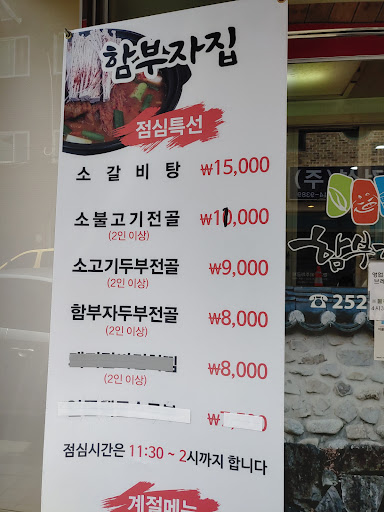 함부자집
점심특선
소갈비탕 ₩15,000
소불고기전골 ₩10,000
(2인 이상)
소고기두부전골 ₩9,000
(2인 이상)
함부자두부전골 ₩8,000
(2인 이상)
₩8,000
(2인 이상)
점심시간은 11:30 ~ 2시까지 합니다
계절메뉴
함부
☎252